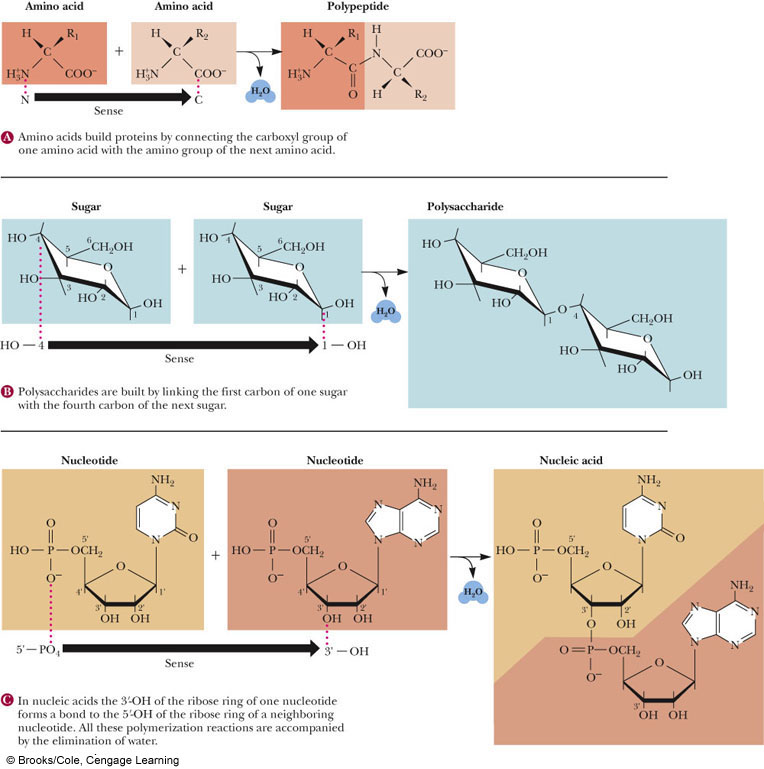 Amino acid
Amino acid
Polypeptide
H R₁
C
H₃⁺N COO⁻
+
H R₂
C
H₃⁺N COO⁻
H₂O
H R₁
C
H₃⁺N C
O
H
N COO⁻
C
H R₂
N C
Sense
A Amino acids build proteins by connecting the carboxyl group of
one amino acid with the amino group of the next amino acid.
Sugar
Sugar
Polysaccharide
HO 4 6 CH₂OH
5 O
HO 3 HO 2 OH
1
+
HO 4 6 CH₂OH
5 O
HO 3 HO 2 OH
1
H₂O
HO CH₂OH
O
HO HO 1 O 4
CH₂OH
O
HO HO OH
HO — 4 1 — OH
Sense
B Polysaccharides are built by linking the first carbon of one sugar
with the fourth carbon of the next sugar.
Nucleotide
Nucleotide
Nucleic acid
NH₂
N
O 5′ N O
HO P OCH₂ O
O⁻ 4′ 1′
3′ 2′
OH OH
+
NH₂
N N
O 5′ N N
HO P OCH₂ O
O⁻ 4′ 1′
3′ 2′
OH OH
H₂O
NH₂
N
O 5′ N O
HO P OCH₂ O
O⁻
3′ 2′
O OH
NH₂
N N
N N
O P OCH₂ O
O⁻
3′
OH OH
5′ — PO₄ 3′ — OH
Sense
C In nucleic acids the 3′-OH of the ribose ring of one nucleotide
forms a bond to the 5′-OH of the ribose ring of a neighboring
nucleotide. All these polymerization reactions are accompanied
by the elimination of water.
© Brooks/Cole, Cengage Learning